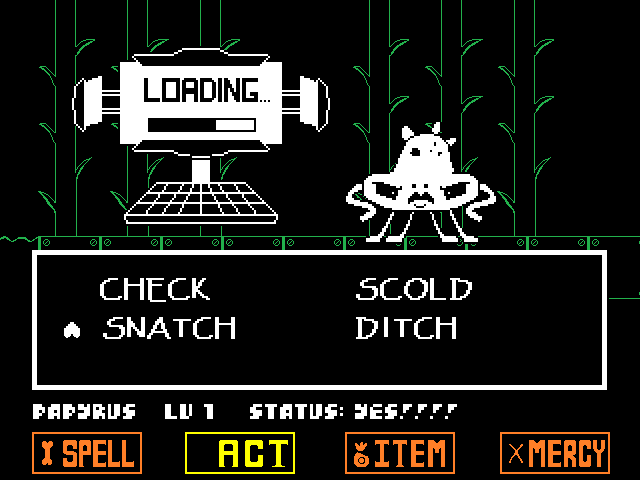 LOADING...
CHECK SCOLD
SNATCH DITCH
PAPYRUS LV 1 STATUS: YES!!!!
SPELL ACT ITEM MERCY